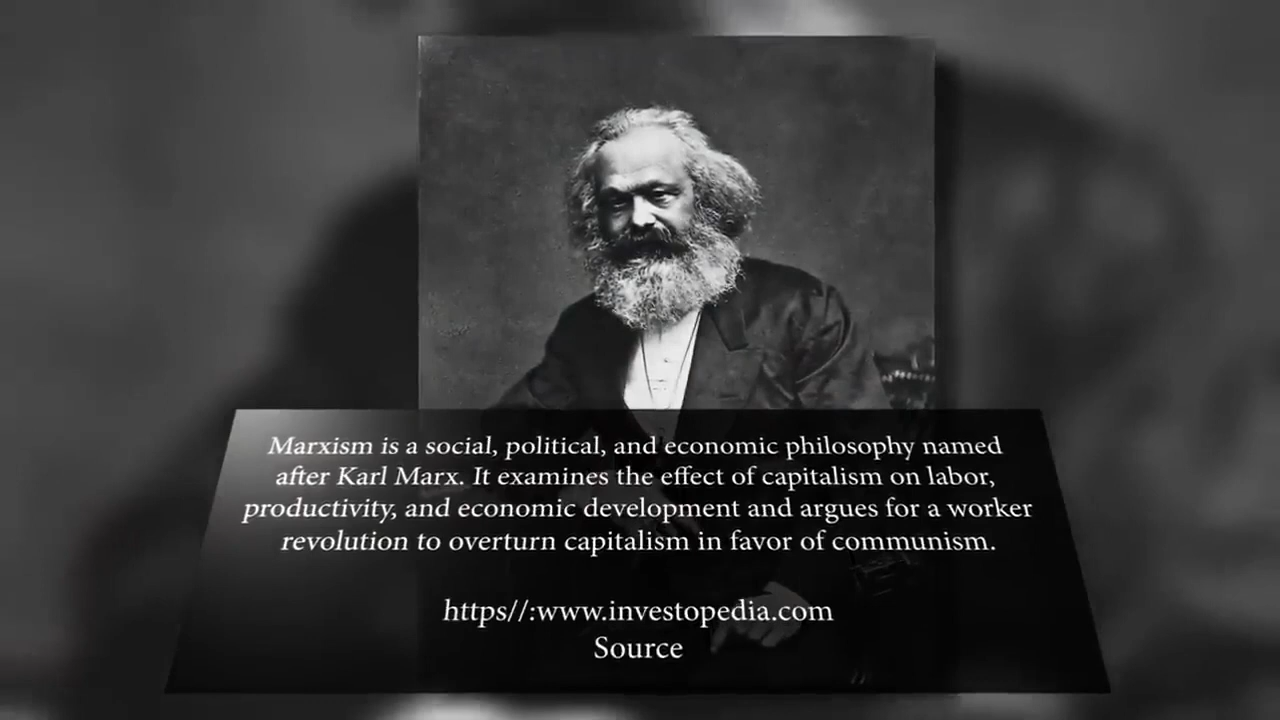 Marxism is a social, political, and economic philosophy named
after Karl Marx. It examines the effect of capitalism on labor,
productivity, and economic development and argues for a worker
revolution to overturn capitalism in favor of communism.
https//:www.investopedia.com
Source